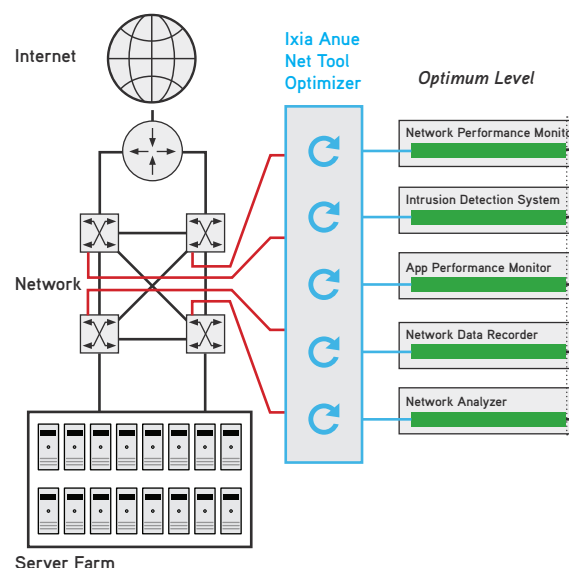 Internet
Ixia Anue
Net Tool
Optimizer
Optimum Level
Network Performance Monito
Intrusion Detection System
App Performance Monitor
Network
Network Data Recorder
Network Analyzer
Server Farm